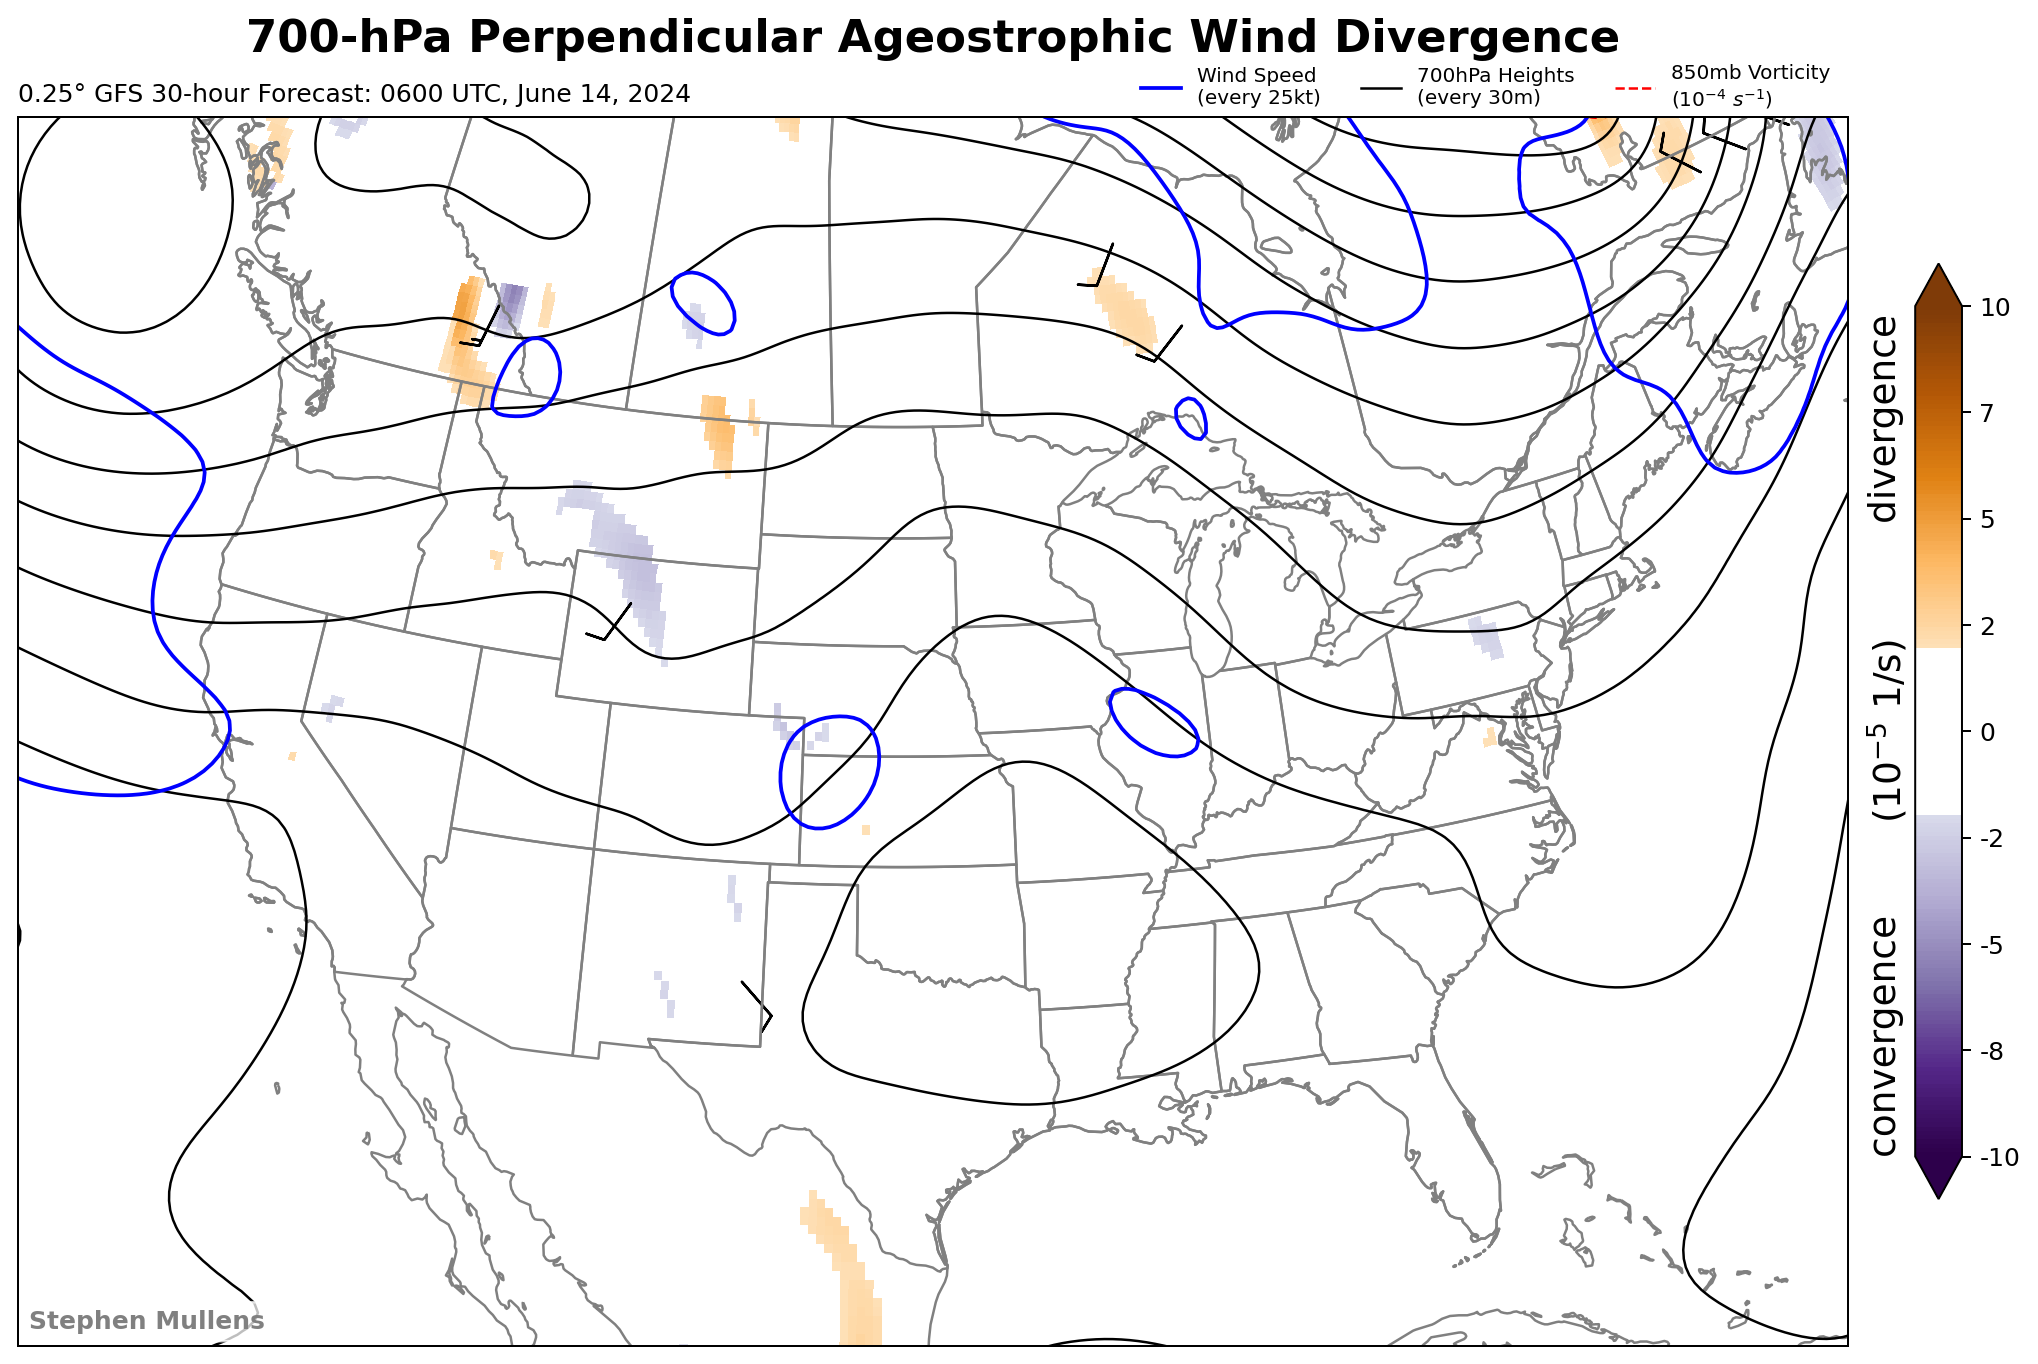 700-hPa Perpendicular Ageostrophic Wind Divergence
0.25° GFS 30-hour Forecast: 0600 UTC, June 14, 2024
Wind Speed
(every 25kt)
700hPa Heights
(every 30m)
850mb Vorticity
(10⁻⁴ s⁻¹)
10
7
5
2
0
-2
-5
-8
-10
convergence (10⁻⁵ 1/s) divergence
Stephen Mullens